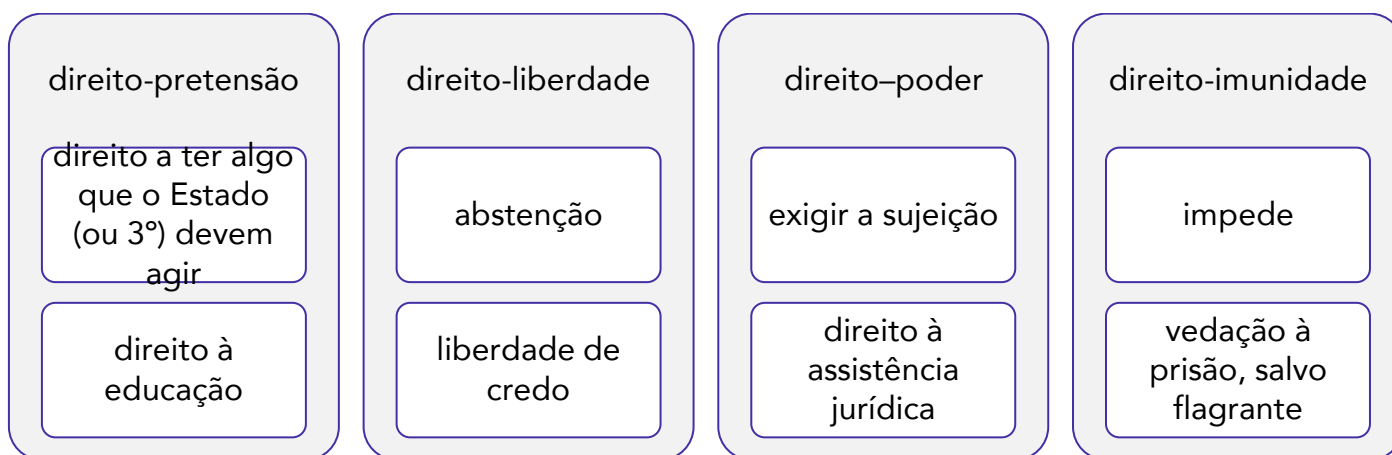 direito-pretensão
direito a ter algo
que o Estado
(ou 3º) devem
agir
direito à
educação
direito-liberdade
abstenção
liberdade de
credo
direito–poder
exigir a sujeição
direito à
assistência
jurídica
direito-imunidade
impede
vedação à
prisão, salvo
flagrante